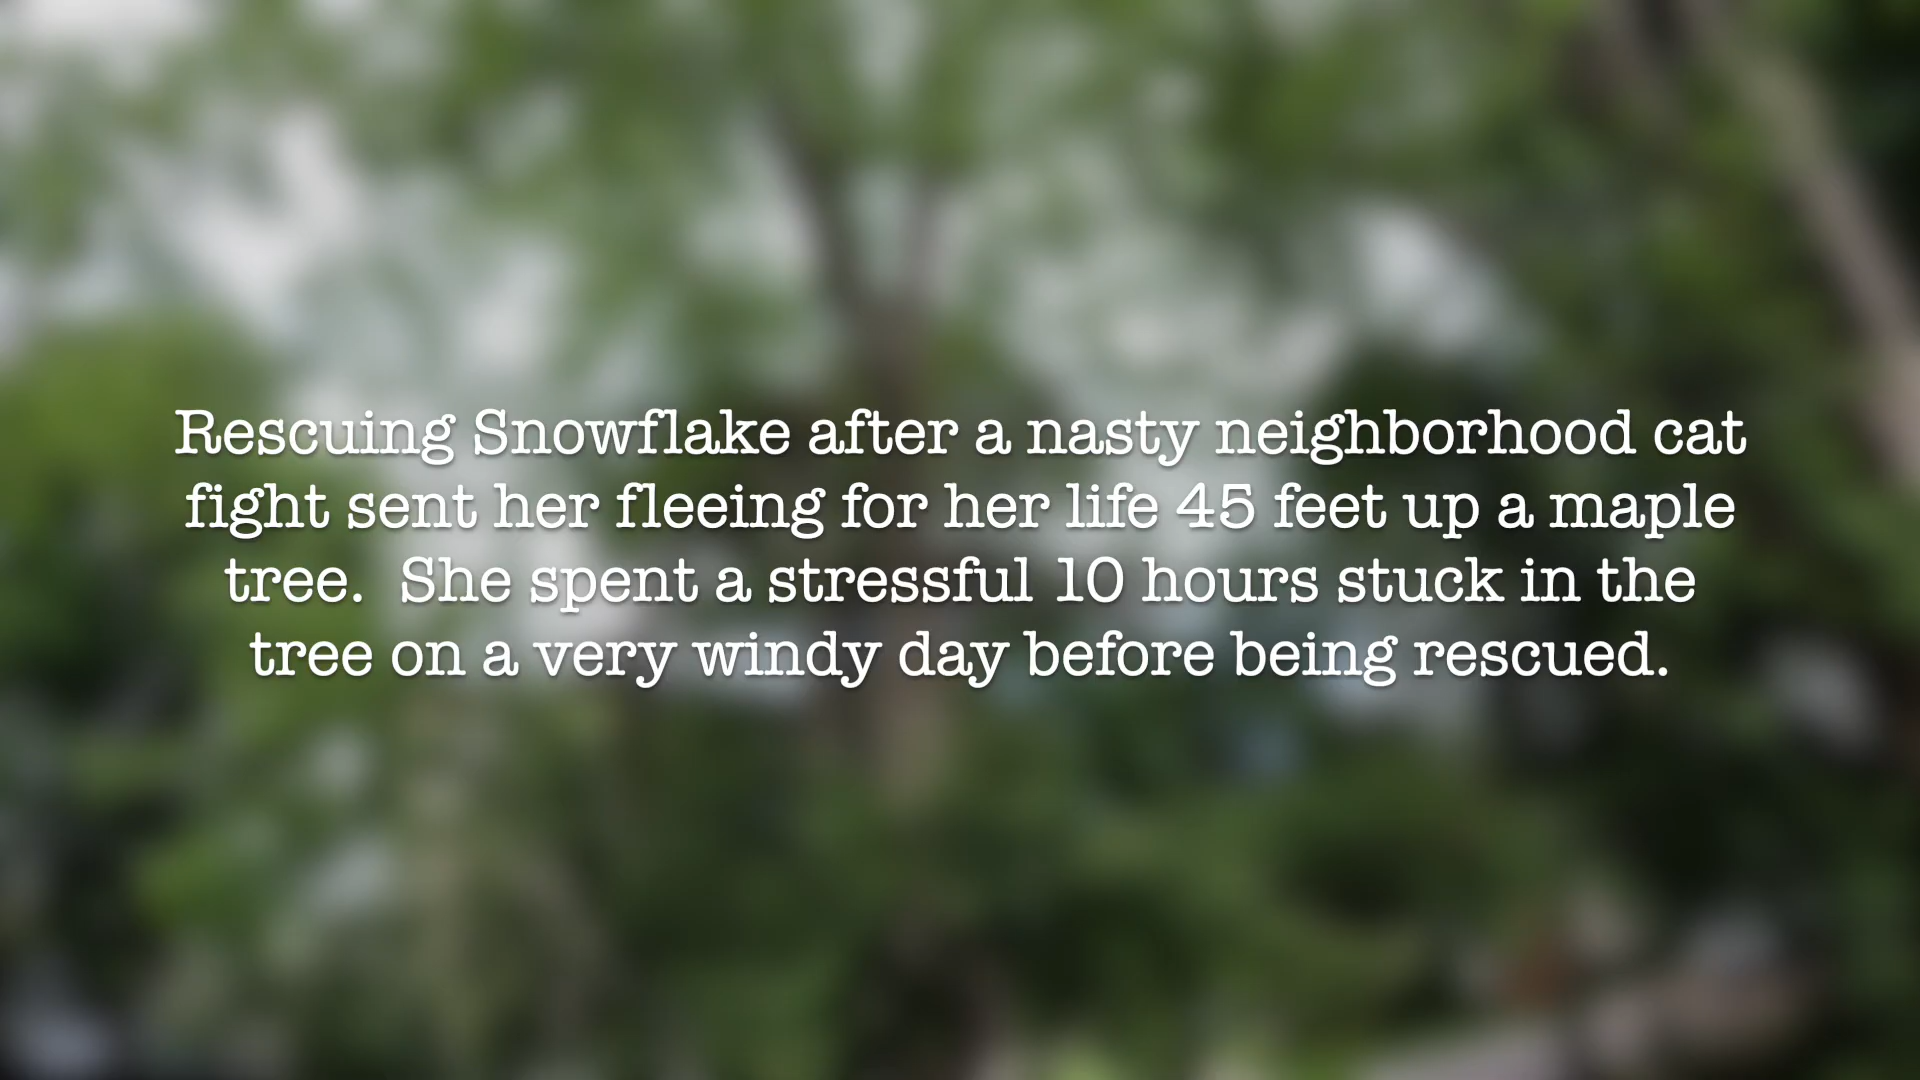 Rescuing Snowflake after a nasty neighborhood cat
fight sent her fleeing for her life 45 feet up a maple
tree.  She spent a stressful 10 hours stuck in the
tree on a very windy day before being rescued.